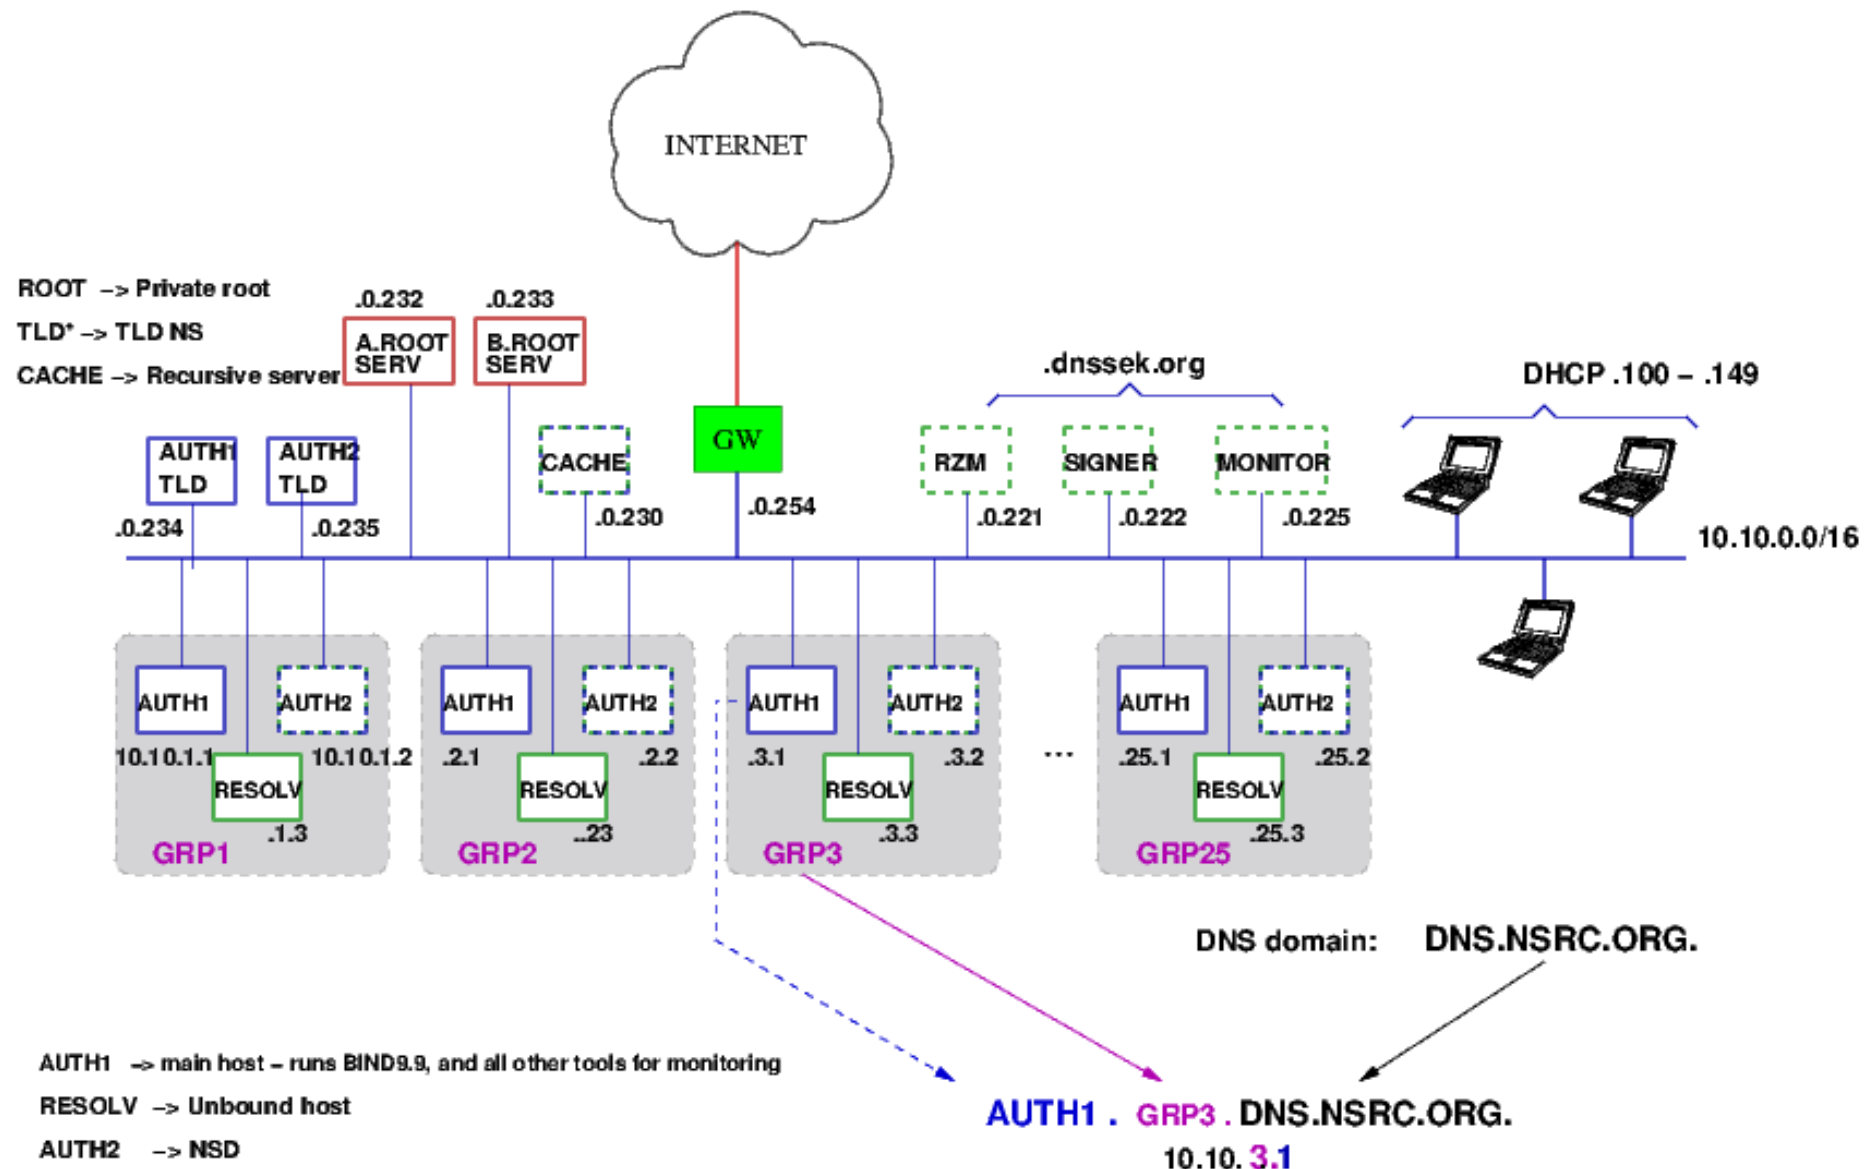 INTERNET
ROOT –> Private root
.0.232
.0.233
TLD* –> TLD NS
A.ROOT
SERV
B.ROOT
SERV
CACHE –> Recursive server
.dnssek.org
DHCP .100 – .149
AUTH1
TLD
AUTH2
TLD
CACHE
GW
RZM
SIGNER
MONITOR
.0.234
.0.235
.0.230
.0.254
.0.221
.0.222
.0.225
10.10.0.0/16
AUTH1
AUTH2
AUTH1
AUTH2
AUTH1
AUTH2
AUTH1
AUTH2
10.10.1.1
10.10.1.2
.2.1
.2.2
.3.1
.3.2
...
.25.1
.25.2
RESOLV
RESOLV
RESOLV
RESOLV
.1.3
..23
.3.3
.25.3
GRP1
GRP2
GRP3
GRP25
DNS domain: DNS.NSRC.ORG.
AUTH1 –> main host – runs BIND9.9, and all other tools for monitoring
RESOLV –> Unbound host
AUTH2 –> NSD
AUTH1 . GRP3 . DNS.NSRC.ORG.
10.10. 3.1